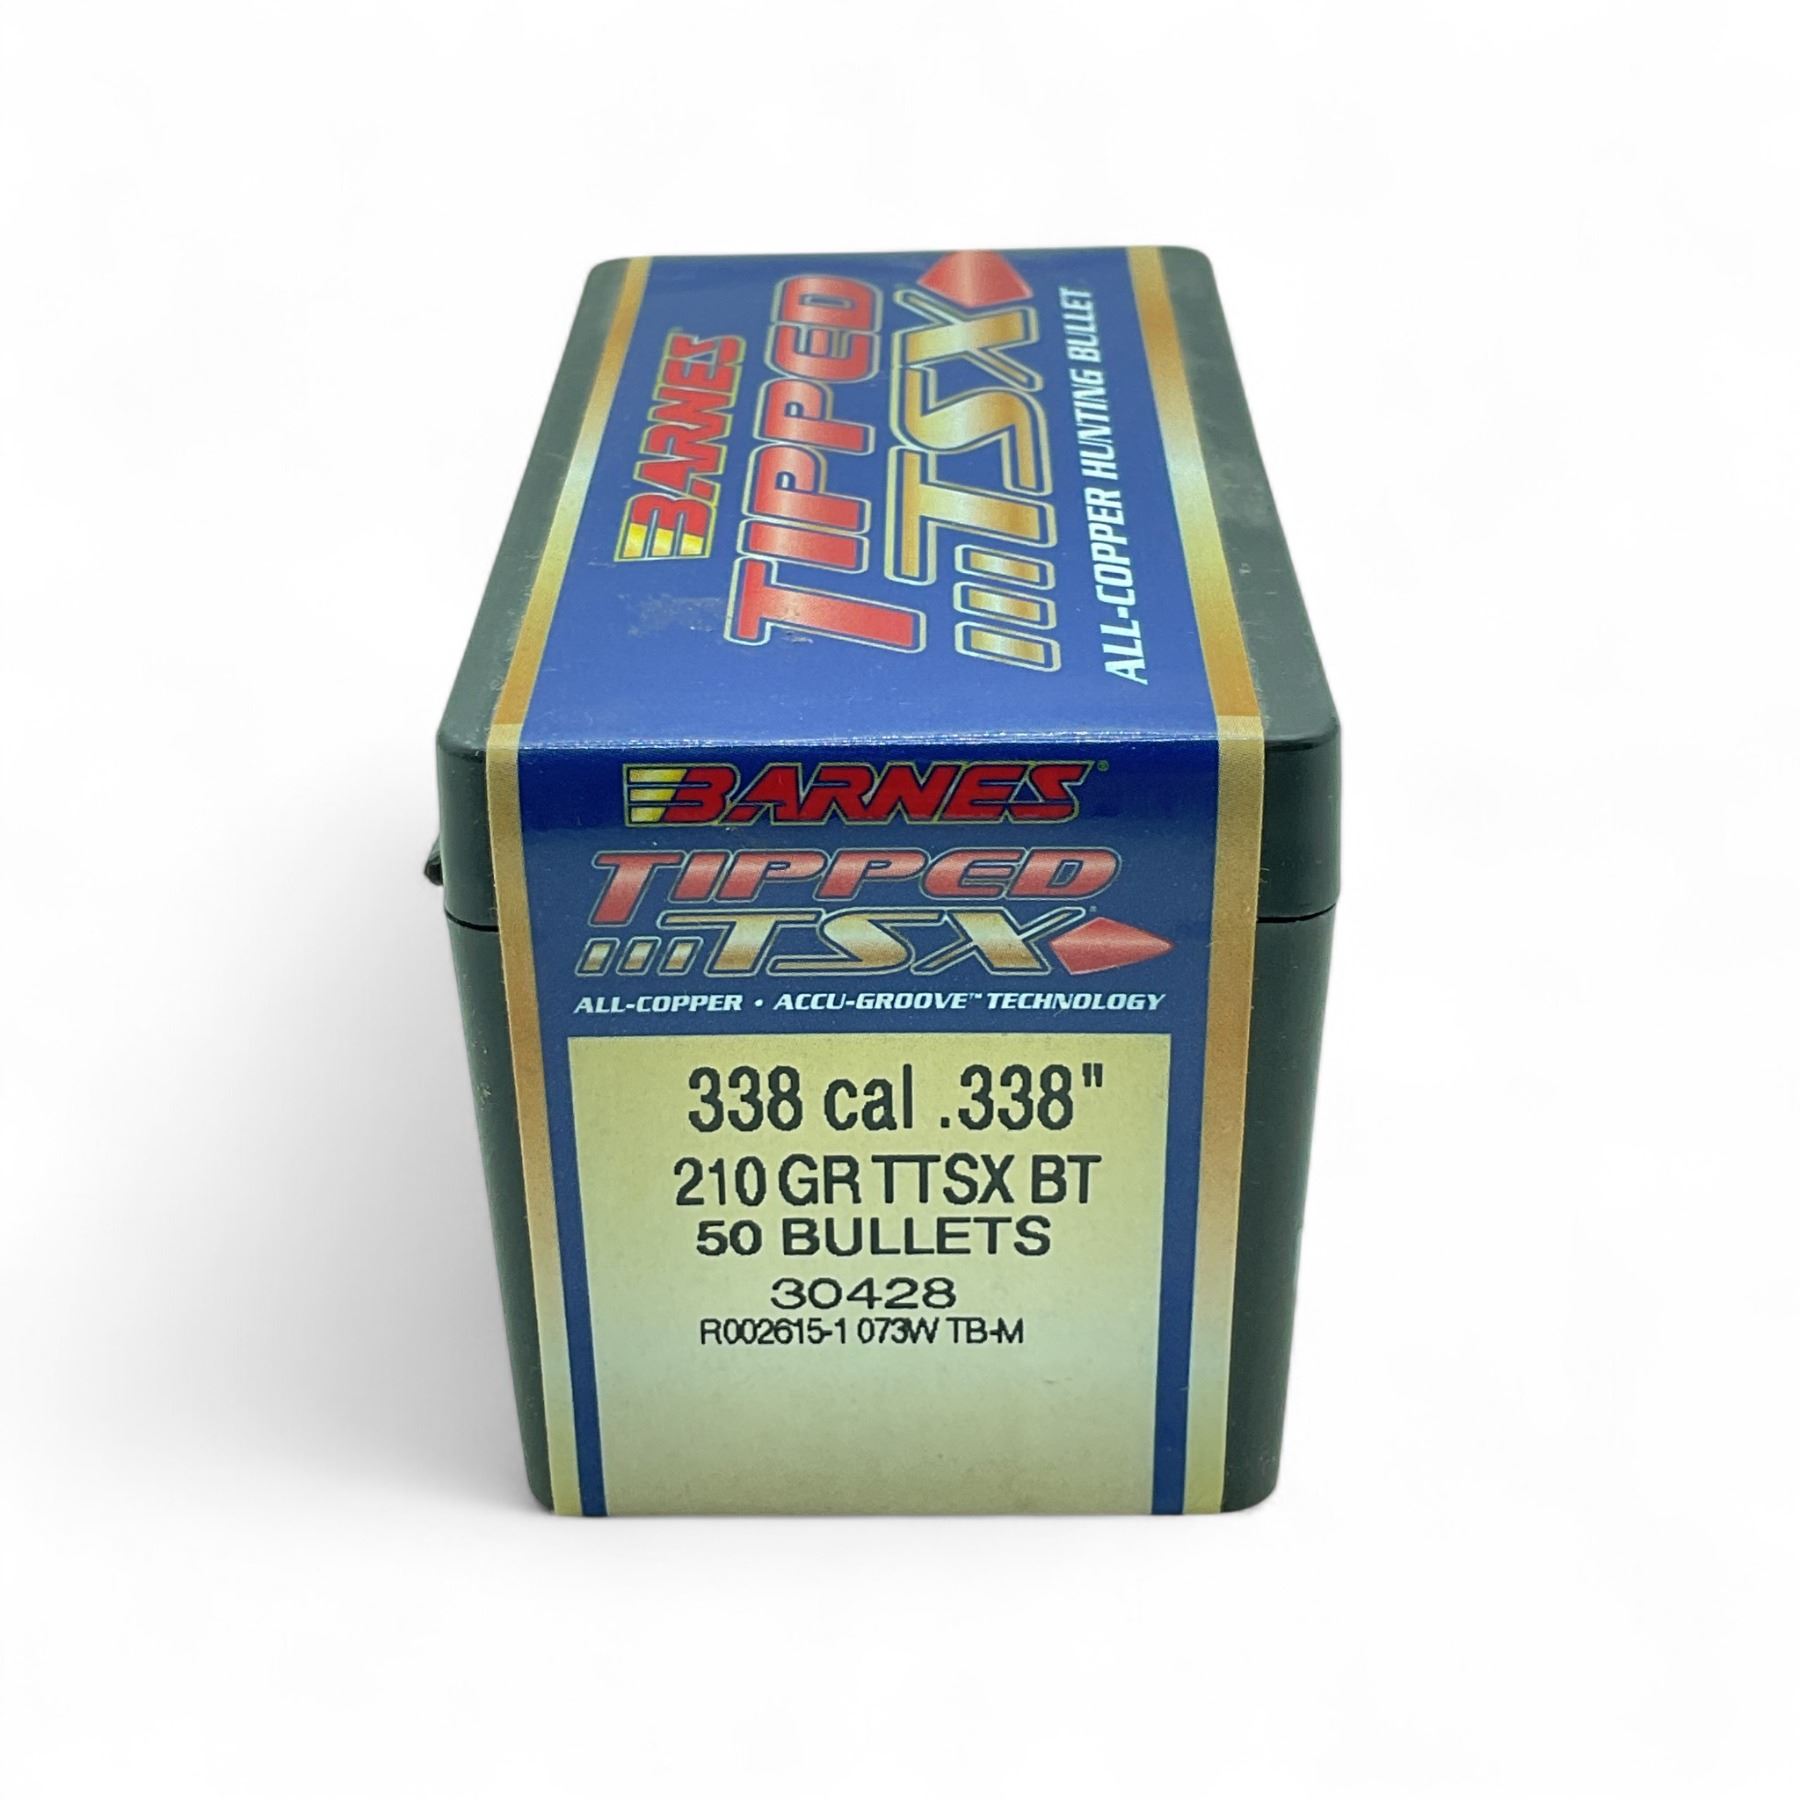 BARNES
TIPPED
TSX
ALL-COPPER HUNTING BULLET
BARNES®
TIPPED
TSX®
ALL-COPPER • ACCU-GROOVE™ TECHNOLOGY
338 cal .338"
210 GR TTSX BT
50 BULLETS
30428
R002615-1 073W TB-M